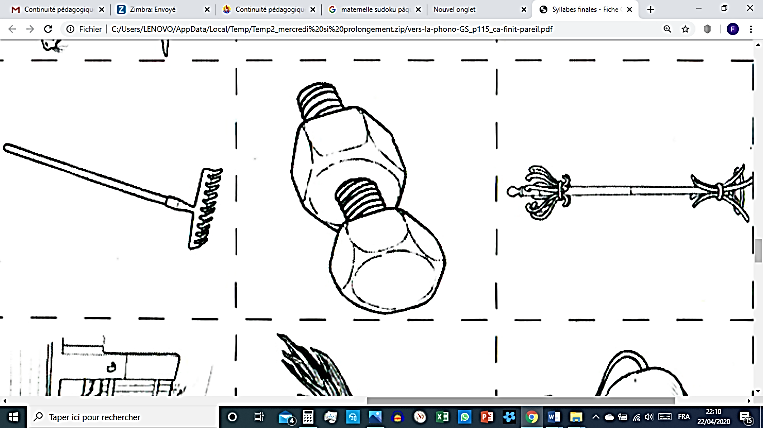 Continuité pédagogiqu
Zimbra: Envoyé
Continuité pédagogiqu
maternelle sudoku pâq
Nouvel onglet
Syllabes finales - Fiche
Fichier | C:/Users/LENOVO/AppData/Local/Temp/Temp2_mercredi%20si%20prolongement.zip/vers-la-phono-GS_p115_ca-finit-pareil.pdf
Taper ici pour rechercher
FRA
22:10
22/04/2020